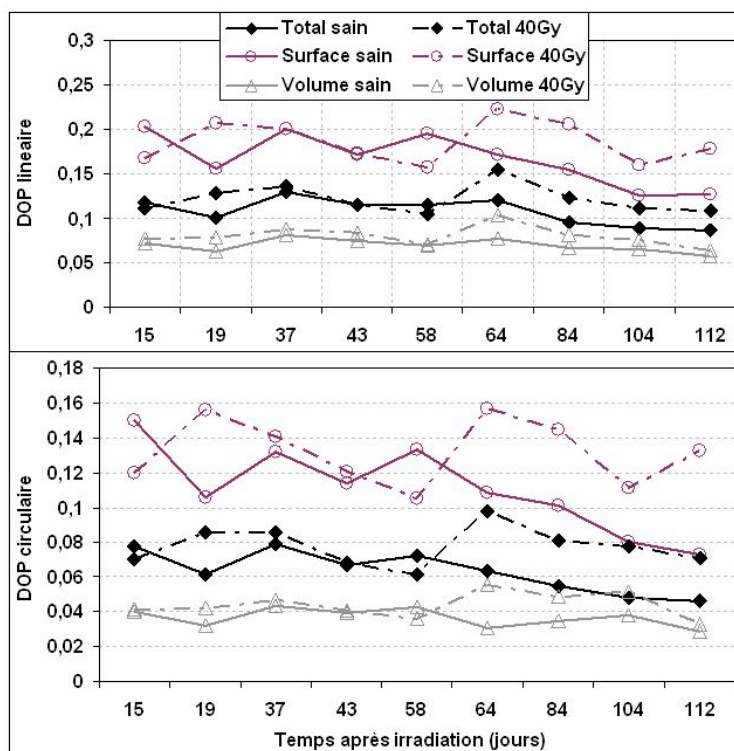 Total sain Total 40Gy
Surface sain Surface 40Gy
Volume sain Volume 40Gy
DOP lineaire
0,3
0,25
0,2
0,15
0,1
0,05
0
15 19 37 43 58 64 84 104 112
DOP circulaire
0,18
0,16
0,14
0,12
0,1
0,08
0,06
0,04
0,02
0
15 19 37 43 58 64 84 104 112
Temps après irradiation (jours)